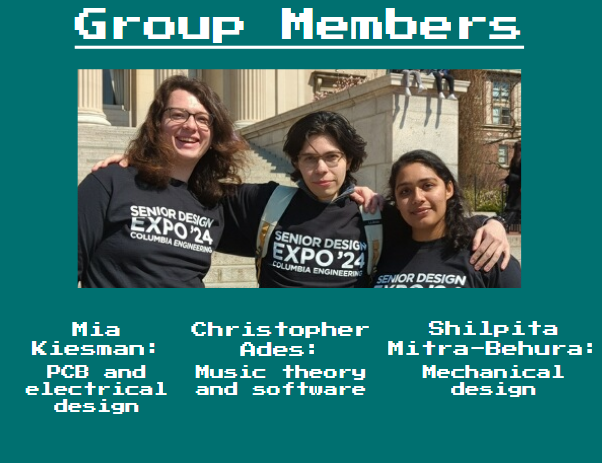 Group Members
SENIOR DESIGN
EXPO '24
COLUMBIA ENGINEERING
SENIOR DESIGN
EXPO '24
COLUMBIA ENGINEERING
SENIOR DESIGN
EXPO '24
Mia
Kiesman:
PCB and
electrical
design
Christopher
Ades:
Music theory
and software
Shilpita
Mitra-Behura:
Mechanical
design